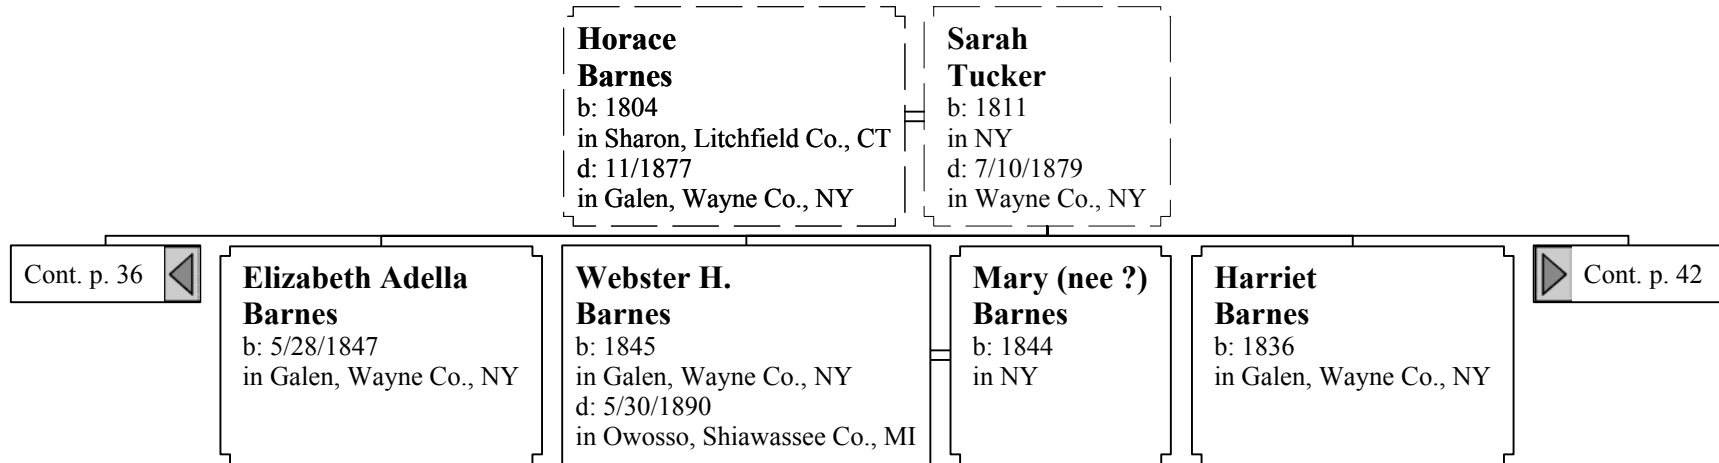 Horace
Barnes
b: 1804
in Sharon, Litchfield Co., CT
d: 11/1877
in Galen, Wayne Co., NY
Sarah
Tucker
b: 1811
in NY
d: 7/10/1879
in Wayne Co., NY
Cont. p. 36
Elizabeth Adella
Barnes
b: 5/28/1847
in Galen, Wayne Co., NY
Webster H.
Barnes
b: 1845
in Galen, Wayne Co., NY
d: 5/30/1890
in Owosso, Shiawassee Co., MI
Mary (nee ?)
Barnes
b: 1844
in NY
Harriet
Barnes
b: 1836
in Galen, Wayne Co., NY
Cont. p. 42